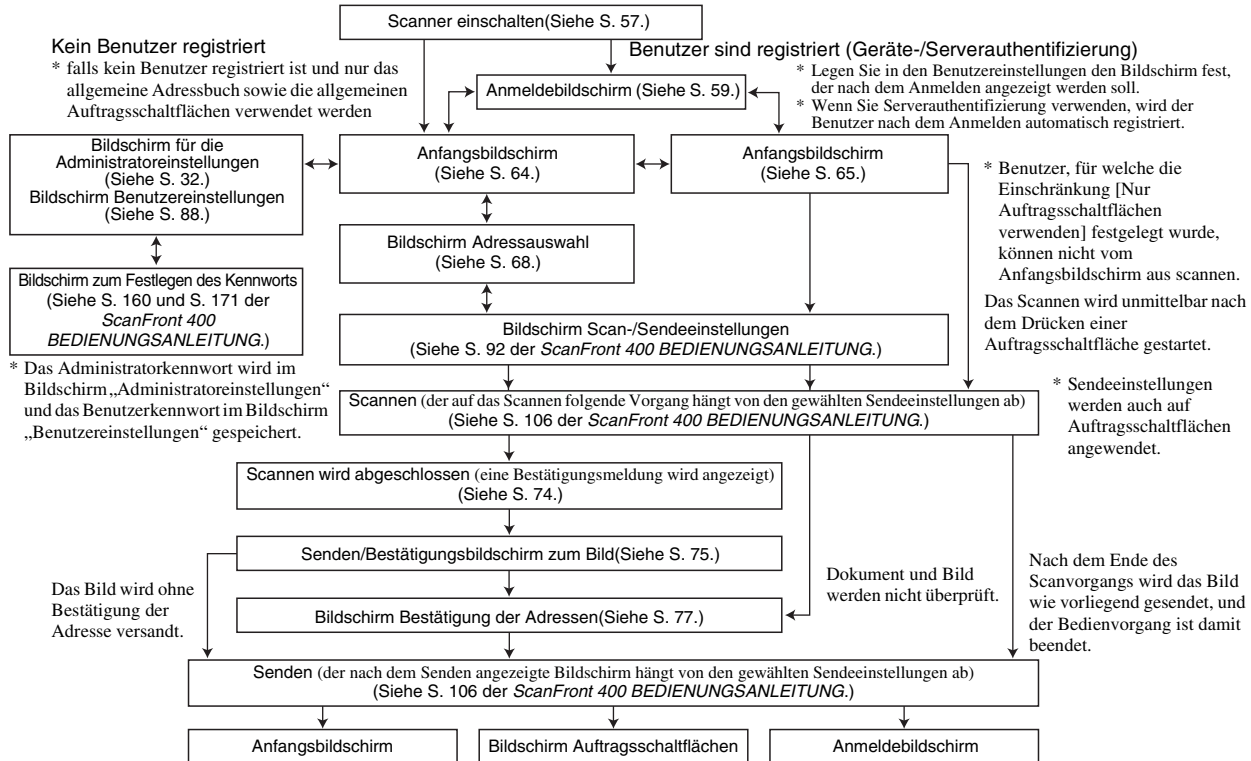 Scanner einschalten(Siehe S. 57.)
Kein Benutzer registriert
* falls kein Benutzer registriert ist und nur das
allgemeine Adressbuch sowie die allgemeinen
Auftragsschaltflächen verwendet werden
Benutzer sind registriert (Geräte-/Serverauthentifizierung)
* Legen Sie in den Benutzereinstellungen den Bildschirm fest,
der nach dem Anmelden angezeigt werden soll.
* Wenn Sie Serverauthentifizierung verwenden, wird der
Benutzer nach dem Anmelden automatisch registriert.
Anmeldebildschirm (Siehe S. 59.)
Bildschirm für die
Administratoreinstellungen
(Siehe S. 32.)
Bildschirm Benutzereinstellungen
(Siehe S. 88.)
Anfangsbildschirm
(Siehe S. 64.)
Anfangsbildschirm
(Siehe S. 65.)
* Benutzer, für welche die
Einschränkung [Nur
Auftragsschaltflächen
verwenden] festgelegt wurde,
können nicht vom
Anfangsbildschirm aus scannen.
Das Scannen wird unmittelbar nach
dem Drücken einer
Auftragsschaltfläche gestartet.
Bildschirm Adressauswahl
(Siehe S. 68.)
Bildschirm zum Festlegen des Kennworts
(Siehe S. 160 und S. 171 der
ScanFront 400
BEDIENUNGSANLEITUNG.)
* Das Administratorkennwort wird im
Bildschirm „Administratoreinstellungen“
und das Benutzerkennwort im Bildschirm
„Benutzereinstellungen“ gespeichert.
Bildschirm Scan-/Sendeeinstellungen
(Siehe S. 92 der ScanFront 400 BEDIENUNGSANLEITUNG.)
* Sendeeinstellungen
werden auch auf
Auftragsschaltflächen
angewendet.
Scannen (der auf das Scannen folgende Vorgang hängt von den gewählten Sendeeinstellungen ab)
(Siehe S. 106 der ScanFront 400 BEDIENUNGSANLEITUNG.)
Scannen wird abgeschlossen (eine Bestätigungsmeldung wird angezeigt)
(Siehe S. 74.)
Senden/Bestätigungsbildschirm zum Bild(Siehe S. 75.)
Das Bild wird ohne
Bestätigung der
Adresse versandt.
Bildschirm Bestätigung der Adressen(Siehe S. 77.)
Dokument und Bild
werden nicht überprüft.
Nach dem Ende des
Scanvorgangs wird das Bild
wie vorliegend gesendet, und
der Bedienvorgang ist damit
beendet.
Senden (der nach dem Senden angezeigte Bildschirm hängt von den gewählten Sendeeinstellungen ab)
(Siehe S. 106 der ScanFront 400 BEDIENUNGSANLEITUNG.)
Anfangsbildschirm
Bildschirm Auftragsschaltflächen
Anmeldebildschirm